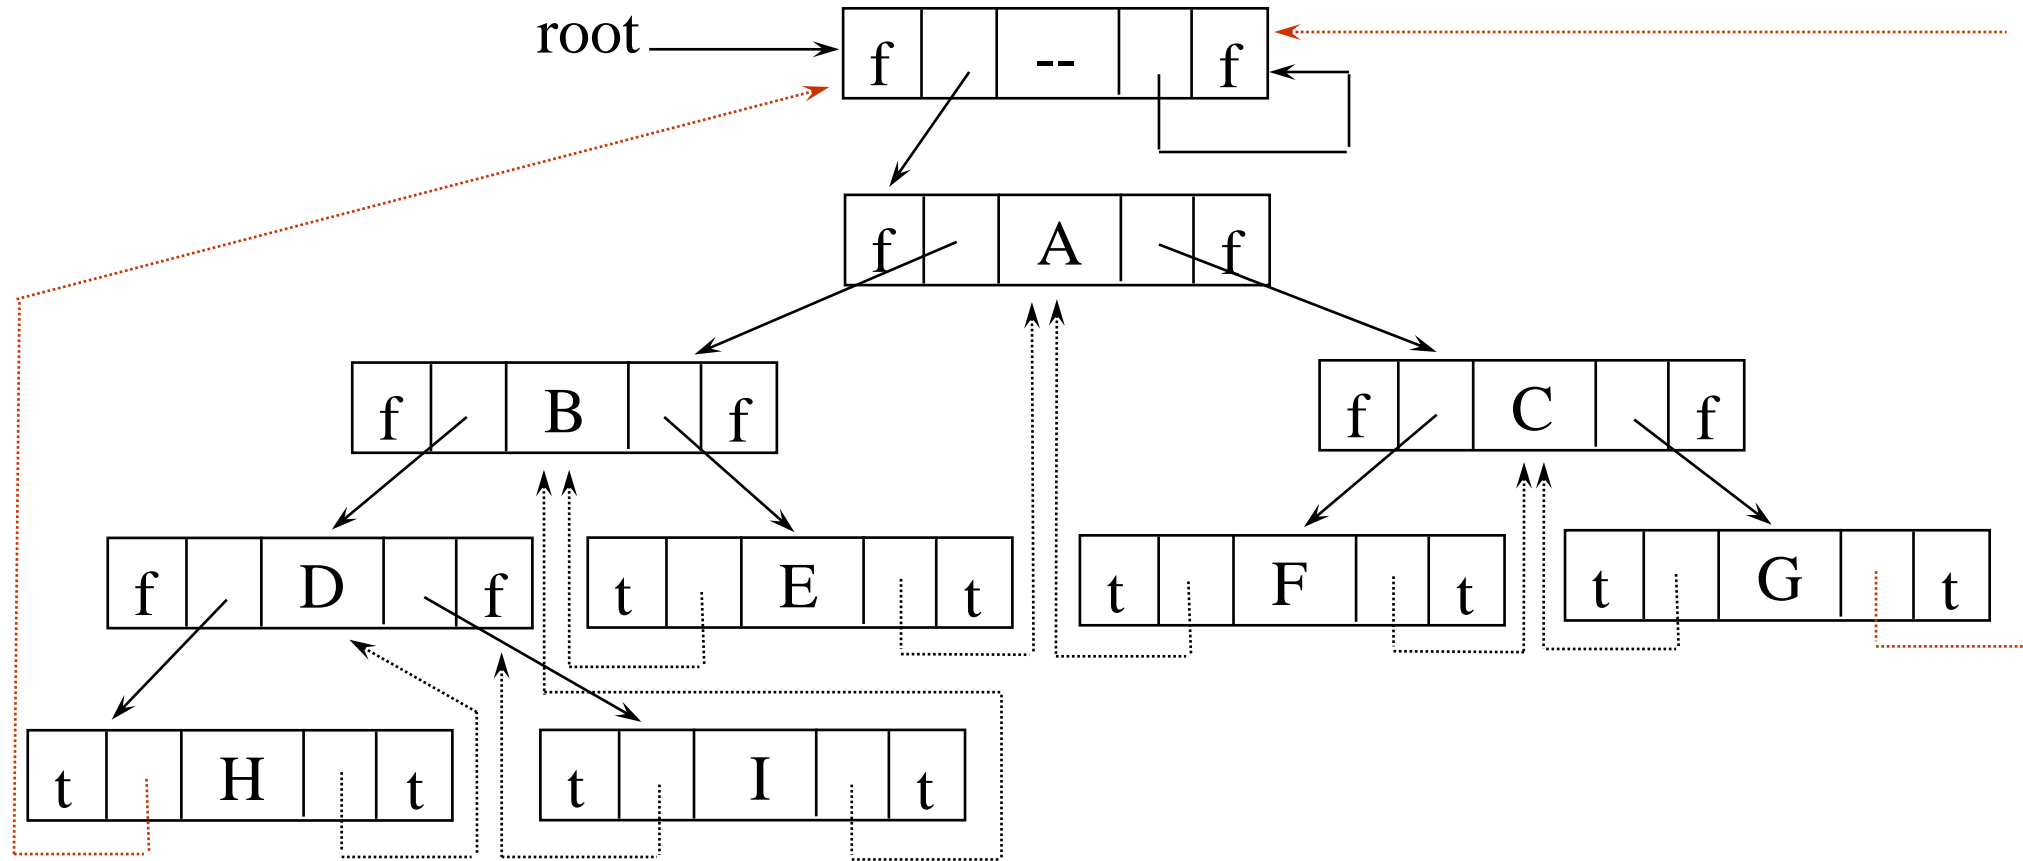 root f -- f
f A f
f B f f C f
f D f t E t t F t t G t
t H t t I t